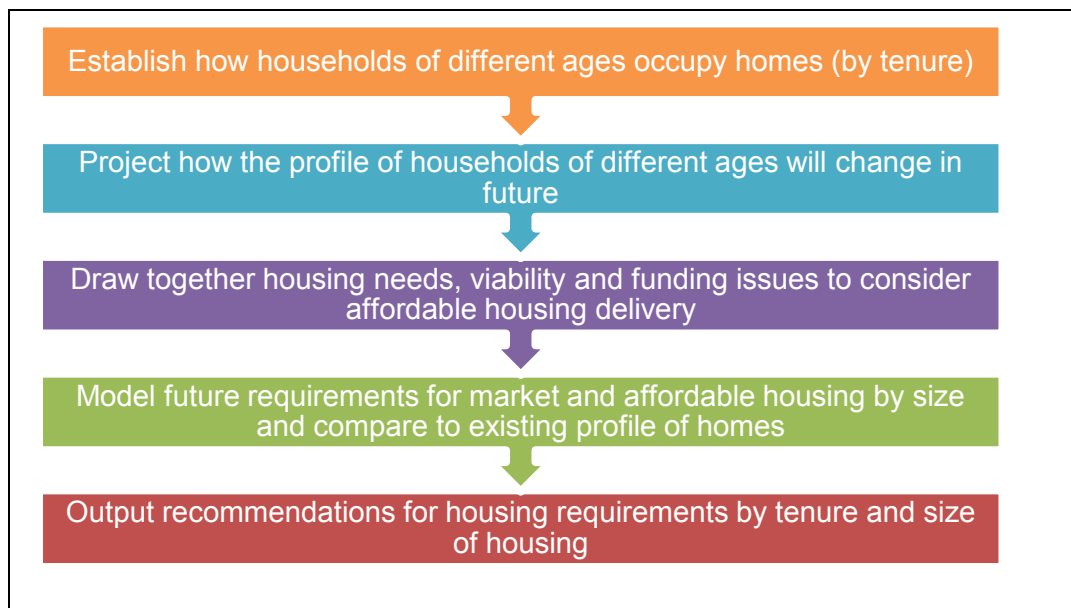 Establish how households of different ages occupy homes (by tenure)
Project how the profile of households of different ages will change in
future
Draw together housing needs, viability and funding issues to consider
affordable housing delivery
Model future requirements for market and affordable housing by size
and compare to existing profile of homes
Output recommendations for housing requirements by tenure and size
of housing